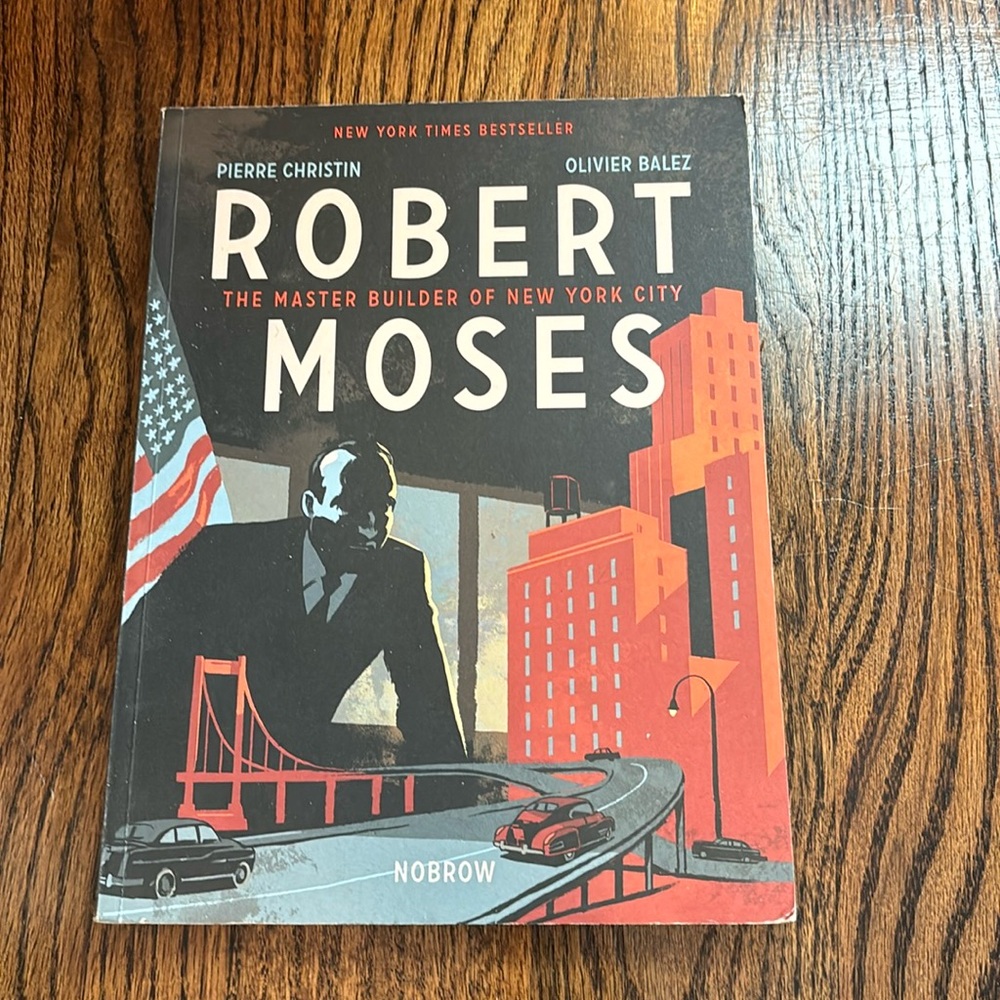 NEW YORK TIMES BESTSELLER
PIERRE CHRISTIN OLIVIER BALEZ
ROBERT
THE MASTER BUILDER OF NEW YORK CITY
MOSES
NOBROW